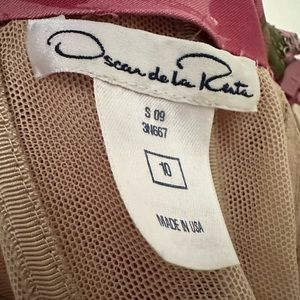 Oscar de la Renta
S 09
3N667
10
MADE IN USA